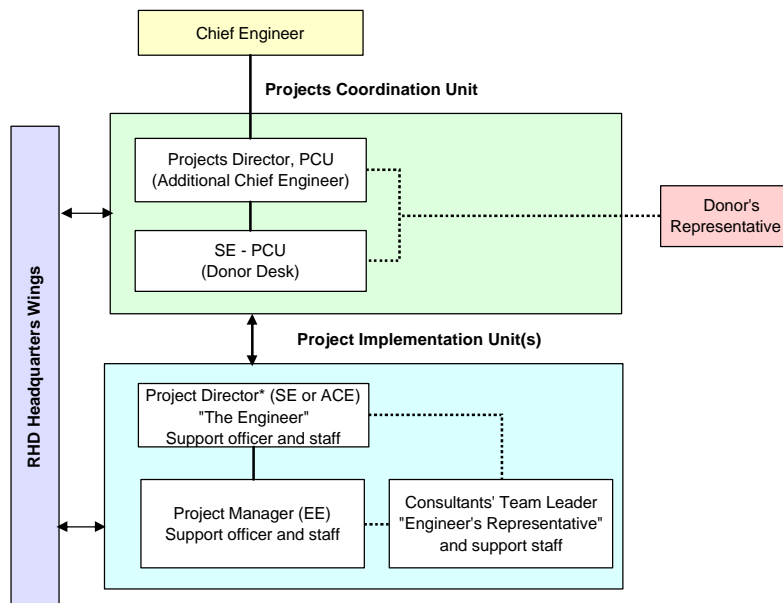 Chief Engineer
Projects Coordination Unit
Projects Director, PCU
(Additional Chief Engineer)
Donor's
Representative
SE - PCU
(Donor Desk)
RHD Headquarters Wings
Project Implementation Unit(s)
Project Director* (SE or ACE)
"The Engineer"
Support officer and staff
Project Manager (EE)
Support officer and staff
Consultants' Team Leader
"Engineer's Representative"
and support staff